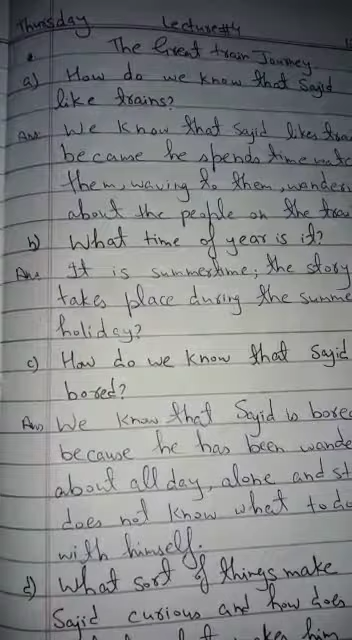 Thursday Lecture#4
The Great train Journey
a) How do we know that Sajid
like trains?
Ans We know that Sajid likes tra
because he spends time watc
them, waving to them, wanderi
about the people on the trai
b) What time of year is it?
Ans It is summertime; the story
takes place during the summe
holiday?
c) How do we know that Sajid
bored?
Ans We know that Sajid is bored
because he has been wande
about all day, alone and st
does not know what to do
with himself.
d) What sort of things make
Sajid curious and how does
him